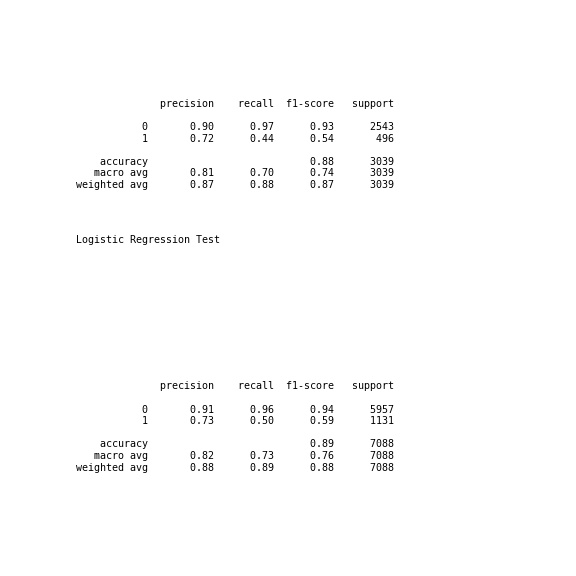 precision recall f1-score support
0 0.90 0.97 0.93 2543
1 0.72 0.44 0.54 496
accuracy 0.88 3039
macro avg 0.81 0.70 0.74 3039
weighted avg 0.87 0.88 0.87 3039
Logistic Regression Test
precision recall f1-score support
0 0.91 0.96 0.94 5957
1 0.73 0.50 0.59 1131
accuracy 0.89 7088
macro avg 0.82 0.73 0.76 7088
weighted avg 0.88 0.89 0.88 7088